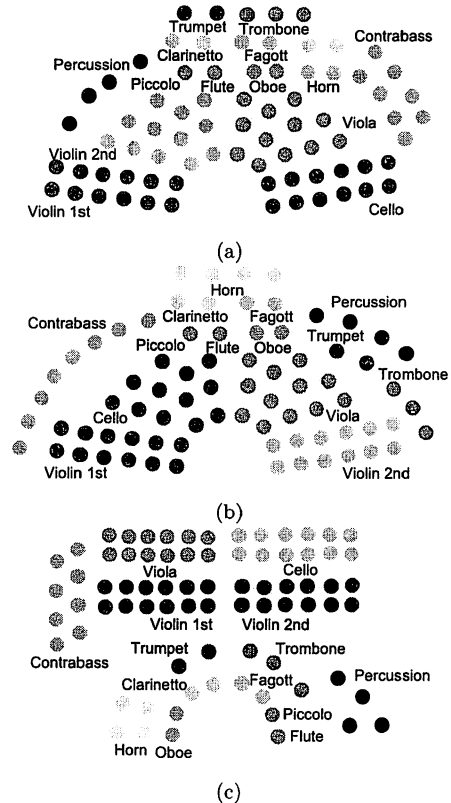 Trumpet Trombone
Contrabass
Clarinetto Fagott
Percussion
Piccolo Flute Oboe Horn
Viola
Violin 2nd
Violin 1st
Cello
(a)
Horn
Percussion
Contrabass
Clarinetto Fagott
Trumpet
Piccolo Flute Oboe
Trombone
Cello
Viola
Violin 1st
Violin 2nd
(b)
Viola
Cello
Violin 1st Violin 2nd
Trumpet
Trombone
Contrabass
Percussion
Clarinetto
Fagott
Piccolo
Flute
Horn
Oboe
(c)